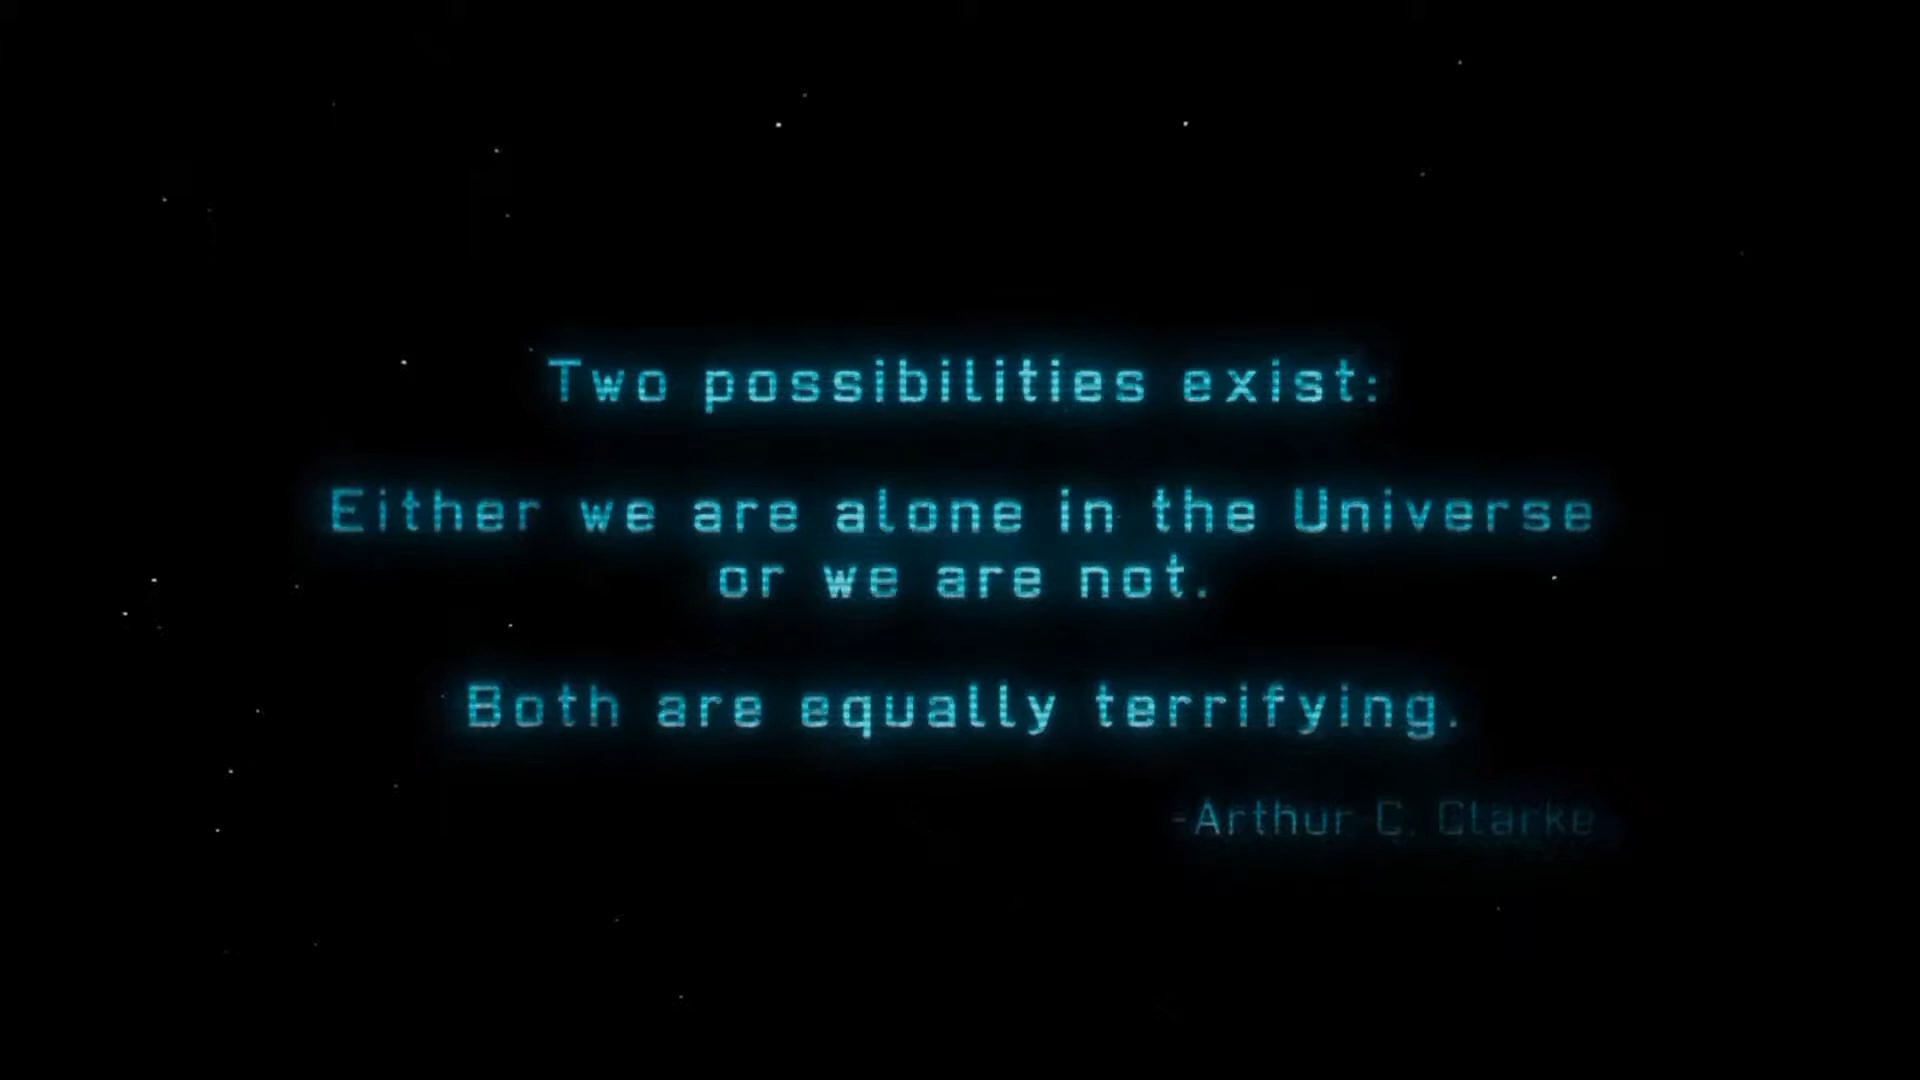 Two possibilities exist:
Either we are alone in the Universe
or we are not.
Both are equally terrifying.
-Arthur C. Clarke